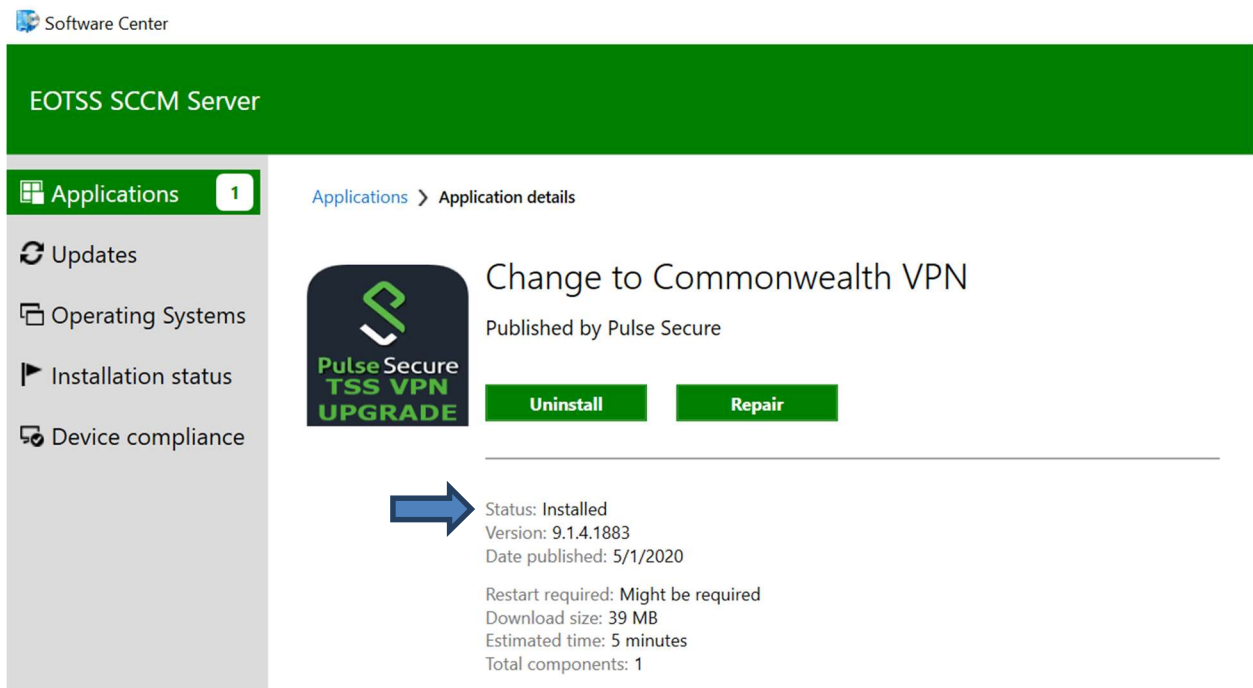 Software Center
EOTSS SCCM Server
Applications 1
Updates
Operating Systems
Installation status
Device compliance
Applications ❯ Application details
Pulse Secure
TSS VPN
UPGRADE
Change to Commonwealth VPN
Published by Pulse Secure
Uninstall Repair
Status: Installed
Version: 9.1.4.1883
Date published: 5/1/2020
Restart required: Might be required
Download size: 39 MB
Estimated time: 5 minutes
Total components: 1